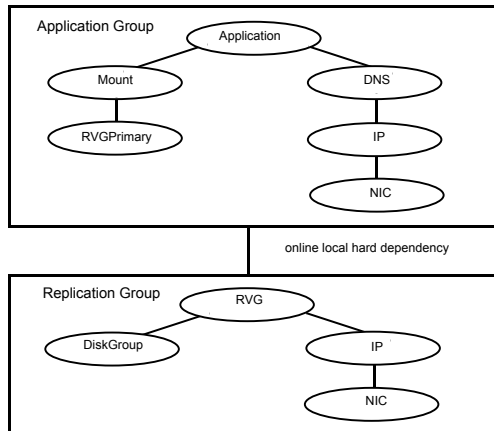 Application Group
Application
Mount
DNS
RVGPrimary
IP
NIC
online local hard dependency
Replication Group
RVG
DiskGroup
IP
NIC